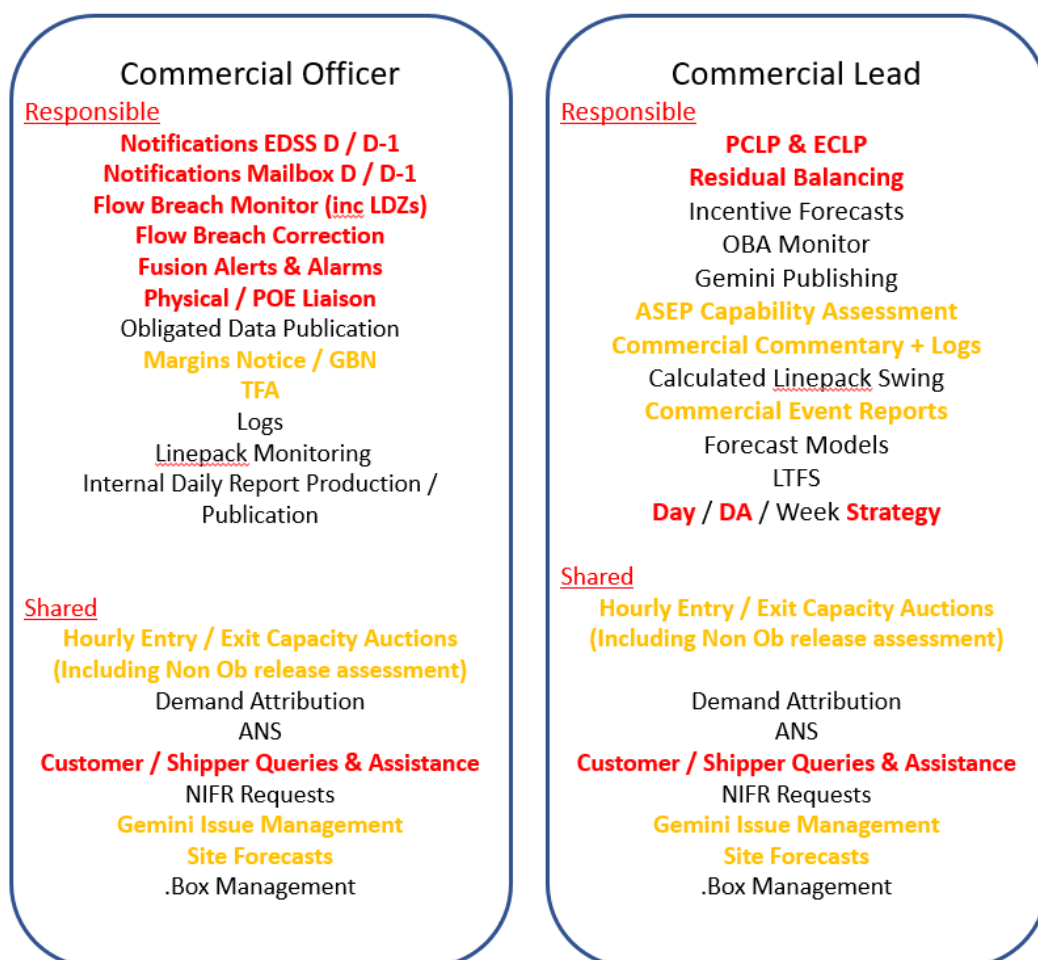 Commercial Officer
Responsible
Notifications EDSS D / D-1
Notifications Mailbox D / D-1
Flow Breach Monitor (inc LDZs)
Flow Breach Correction
Fusion Alerts & Alarms
Physical / POE Liaison
Obligated Data Publication
Margins Notice / GBN
TFA
Logs
Linepack Monitoring
Internal Daily Report Production /
Publication
Shared
Hourly Entry / Exit Capacity Auctions
(Including Non Ob release assessment)
Demand Attribution
ANS
Customer / Shipper Queries & Assistance
NIFR Requests
Gemini Issue Management
Site Forecasts
.Box Management
Commercial Lead
Responsible
PCLP & ECLP
Residual Balancing
Incentive Forecasts
OBA Monitor
Gemini Publishing
ASEP Capability Assessment
Commercial Commentary + Logs
Calculated Linepack Swing
Commercial Event Reports
Forecast Models
LTFS
Day / DA / Week Strategy
Shared
Hourly Entry / Exit Capacity Auctions
(Including Non Ob release assessment)
Demand Attribution
ANS
Customer / Shipper Queries & Assistance
NIFR Requests
Gemini Issue Management
Site Forecasts
.Box Management